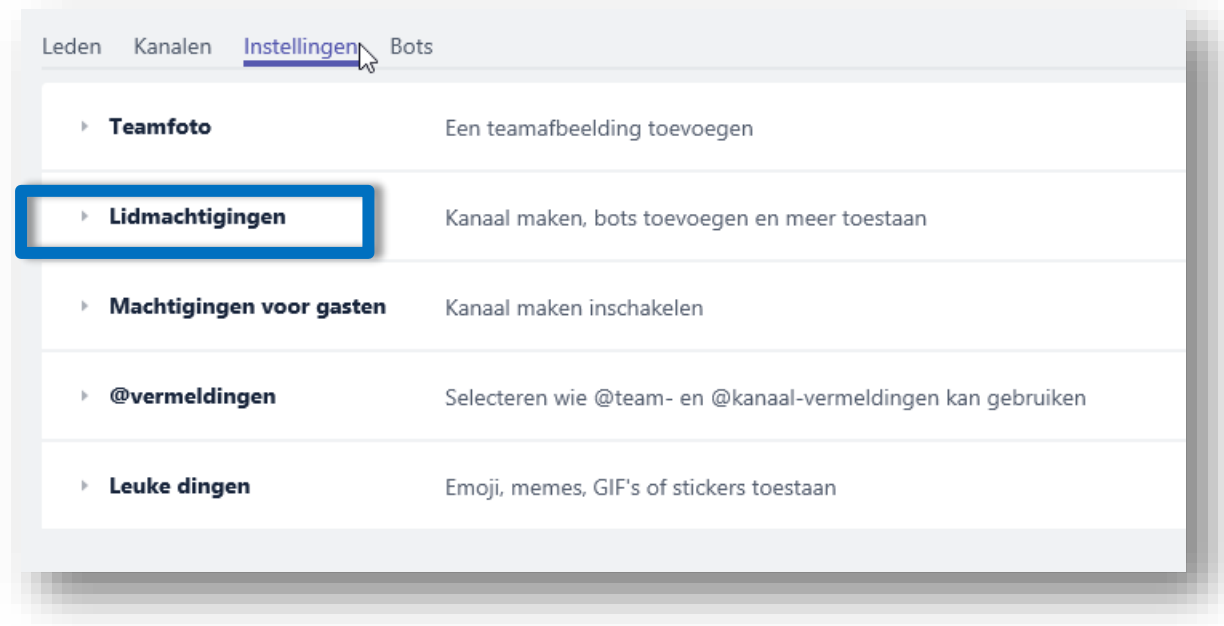 Leden Kanalen Instellingen Bots
Teamfoto Een teamafbeelding toevoegen
Lidmachtigingen Kanaal maken, bots toevoegen en meer toestaan
Machtigingen voor gasten Kanaal maken inschakelen
@vermeldingen Selecteren wie @team- en @kanaal-vermeldingen kan gebruiken
Leuke dingen Emoji, memes, GIF's of stickers toestaan